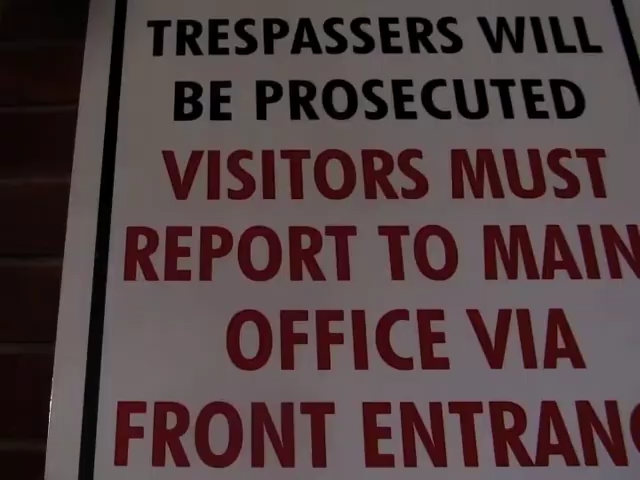 TRESPASSERS WILL
BE PROSECUTED
VISITORS MUST
REPORT TO MAIN
OFFICE VIA
FRONT ENTRANC